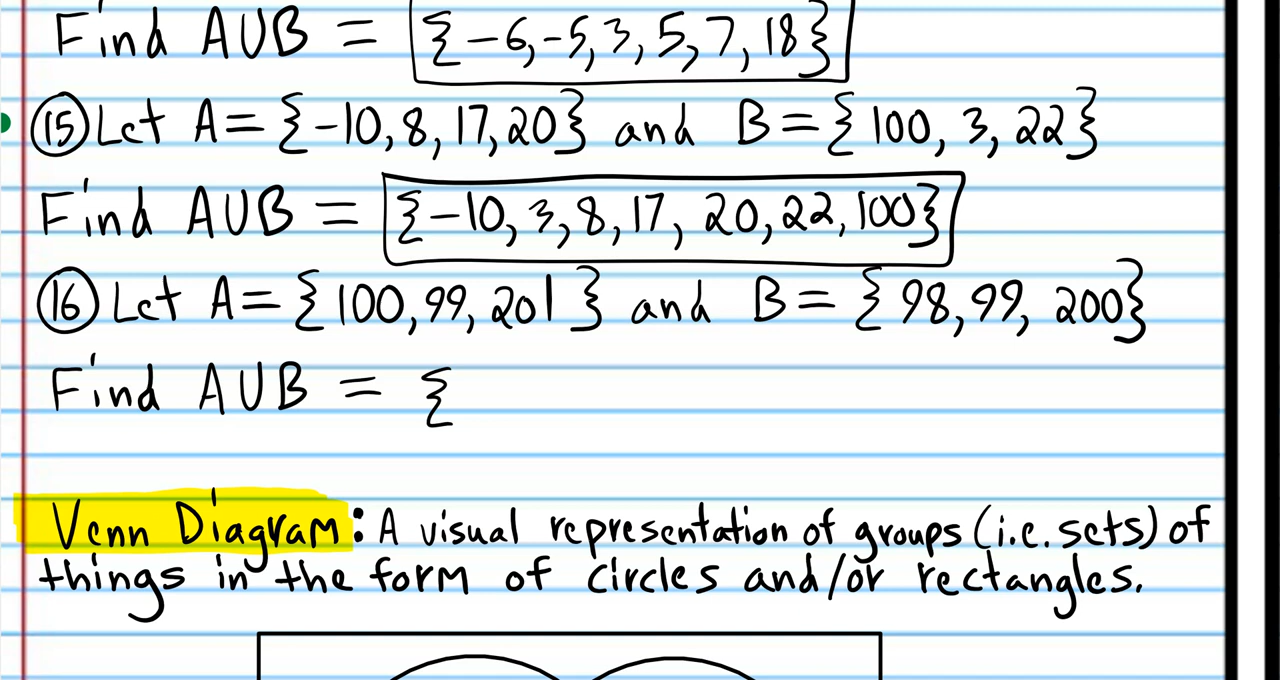 Find A∪B = {-6,-5,3,5,7,18}
15 Let A={-10,8,17,20} and B={100, 3, 22}
Find A∪B = {-10,3,8,17, 20,22,100}
16 Let A={100,99,201} and B={98,99, 200}
Find A∪B = {
Venn Diagram: A visual representation of groups (i.e. sets) of
things in the form of circles and/or rectangles.